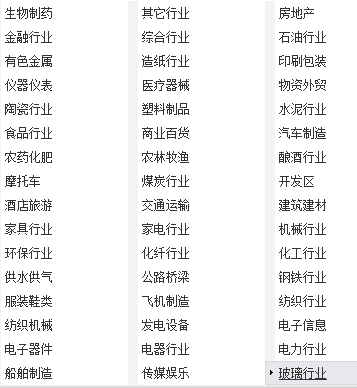 生物制药 其它行业 房地产
金融行业 综合行业 石油行业
有色金属 造纸行业 印刷包装
仪器仪表 医疗器械 物资外贸
陶瓷行业 塑料制品 水泥行业
食品行业 商业百货 汽车制造
农药化肥 农林牧渔 酿酒行业
摩托车 煤炭行业 开发区
酒店旅游 交通运输 建筑建材
家具行业 家电行业 机械行业
环保行业 化纤行业 化工行业
供水供气 公路桥梁 钢铁行业
服装鞋类 飞机制造 纺织行业
纺织机械 发电设备 电子信息
电子器件 电器行业 电力行业
船舶制造 传媒娱乐 玻璃行业